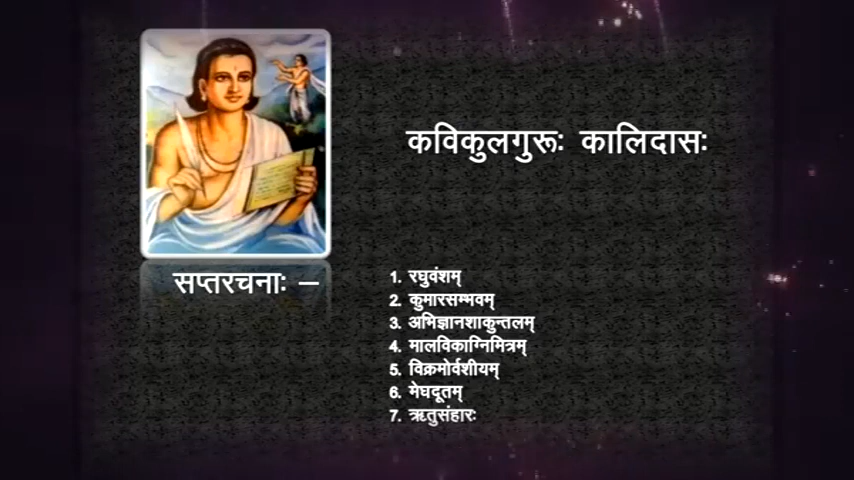 कविकुलगुरूः कालिदासः
सप्तरचनाः –
1. रघुवंशम्
2. कुमारसम्भवम्
3. अभिज्ञानशाकुन्तलम्
4. मालविकाग्निमित्रम्
5. विक्रमोर्वशीयम्
6. मेघदूतम्
7. ऋतुसंहारः